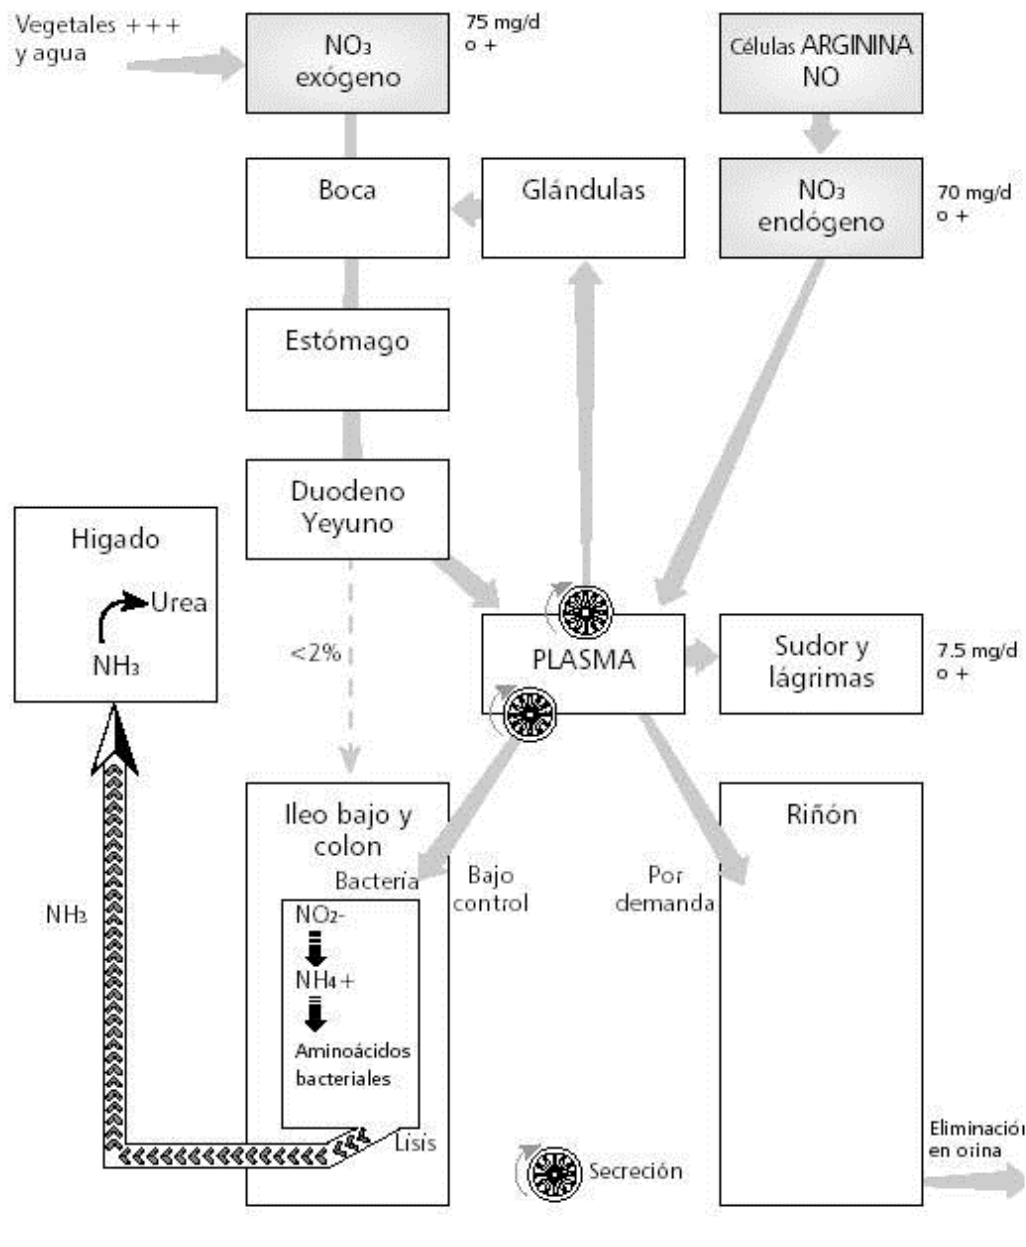 Vegetales +++
y agua
NO₃
exógeno
75 mg/d
o +
Células ARGININA
NO
Boca
Glándulas
NO₃
endógeno
70 mg/d
o +
Estómago
Duodeno
Yeyuno
Higado
Urea
NH₃
<2%
PLASMA
Sudor y
lágrimas
7.5 mg/d
o +
Ileo bajo y
colon
Bactería
Bajo
control
Por
demanda
Riñón
NH₃
NO₂-
NH₄+
Aminoácidos
bacteriales
Lisis
Secreción
Eliminación
en orina